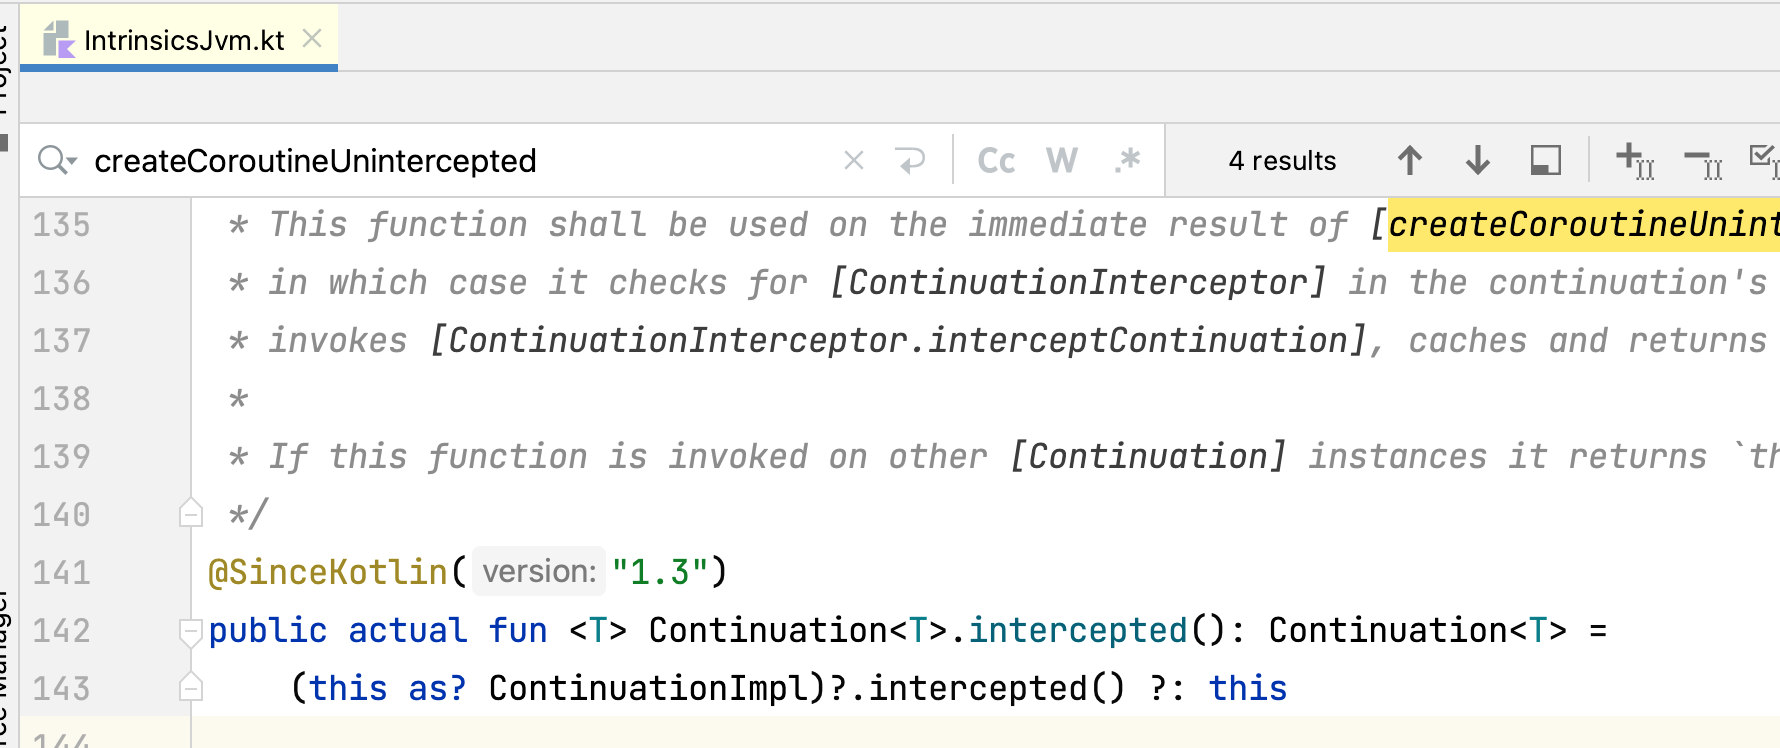 Project
IntrinsicsJvm.kt
createCoroutineUnintercepted
Cc W .*
4 results
135 * This function shall be used on the immediate result of [createCoroutineUnint
136 * in which case it checks for [ContinuationInterceptor] in the continuation's
137 * invokes [ContinuationInterceptor.interceptContinuation], caches and returns
138 *
139 * If this function is invoked on other [Continuation] instances it returns `th
140 */
141 @SinceKotlin( version: "1.3")
142 public actual fun <T> Continuation<T>.intercepted(): Continuation<T> =
143 (this as? ContinuationImpl)?.intercepted() ?: this
144